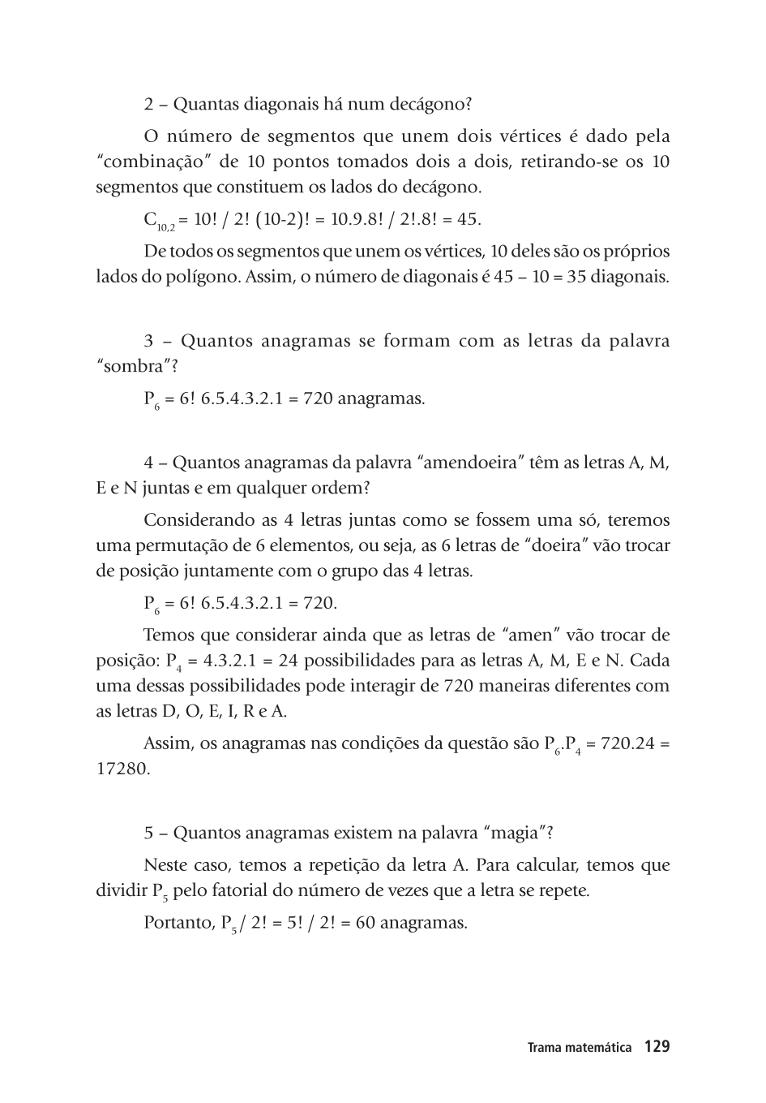 2 – Quantas diagonais há num decágono?
O número de segmentos que unem dois vértices é dado pela
“combinação” de 10 pontos tomados dois a dois, retirando-se os 10
segmentos que constituem os lados do decágono.
C10,2 = 10! / 2! (10-2)! = 10.9.8! / 2!.8! = 45.
De todos os segmentos que unem os vértices, 10 deles são os próprios
lados do polígono. Assim, o número de diagonais é 45 – 10 = 35 diagonais.
3 – Quantos anagramas se formam com as letras da palavra
“sombra”?
P6 = 6! 6.5.4.3.2.1 = 720 anagramas.
4 – Quantos anagramas da palavra “amendoeira” têm as letras A, M,
E e N juntas e em qualquer ordem?
Considerando as 4 letras juntas como se fossem uma só, teremos
uma permutação de 6 elementos, ou seja, as 6 letras de “doeira” vão trocar
de posição juntamente com o grupo das 4 letras.
P6 = 6! 6.5.4.3.2.1 = 720.
Temos que considerar ainda que as letras de “amen” vão trocar de
posição: P4 = 4.3.2.1 = 24 possibilidades para as letras A, M, E e N. Cada
uma dessas possibilidades pode interagir de 720 maneiras diferentes com
as letras D, O, E, I, R e A.
Assim, os anagramas nas condições da questão são P6.P4 = 720.24 =
17280.
5 – Quantos anagramas existem na palavra “magia”?
Neste caso, temos a repetição da letra A. Para calcular, temos que
dividir P5 pelo fatorial do número de vezes que a letra se repete.
Portanto, P5/ 2! = 5! / 2! = 60 anagramas.
Trama matemática 129